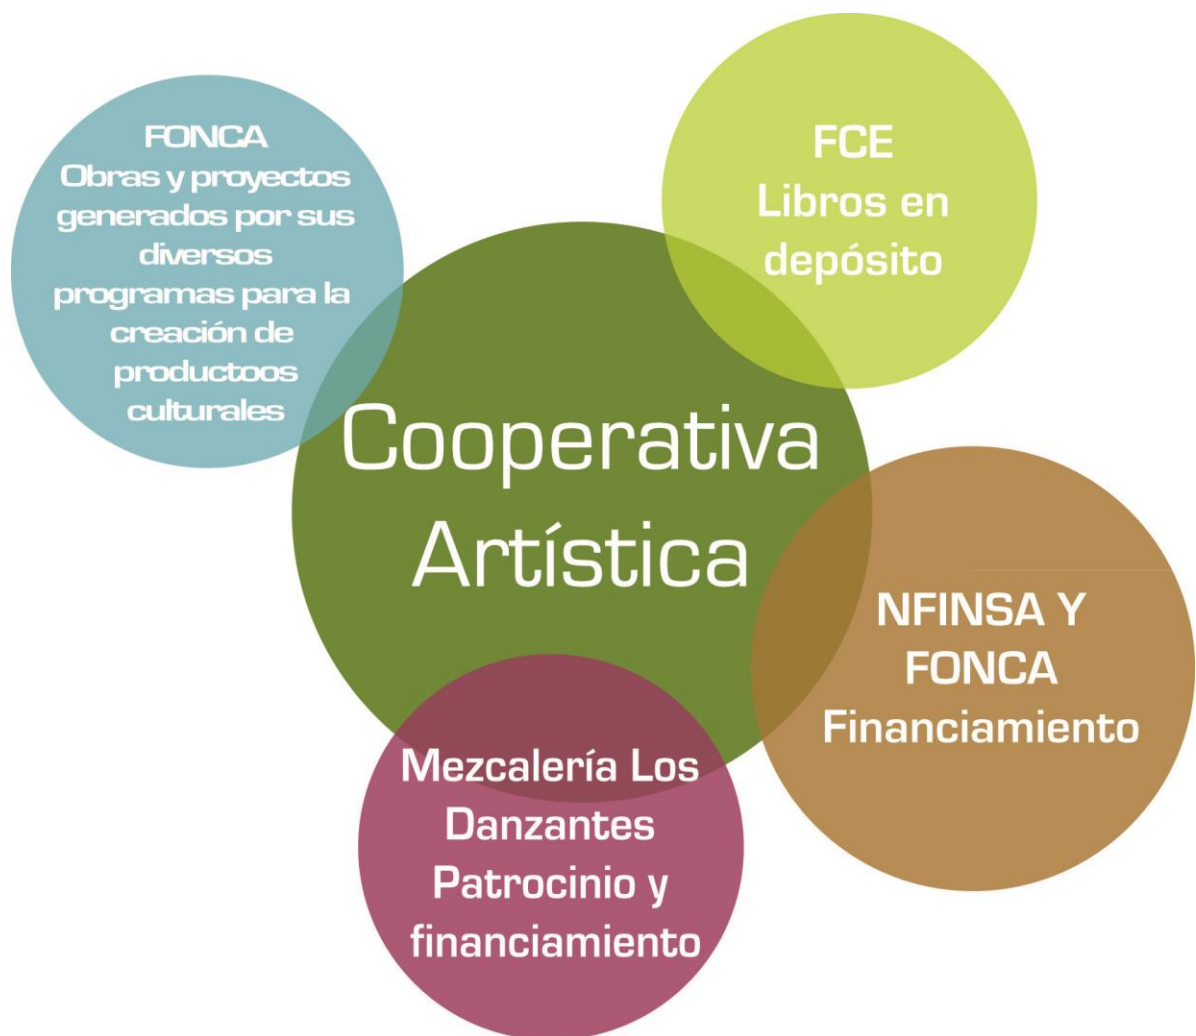 FONCA
Obras y proyectos
generados por sus
diversos
programas para la
creación de
productoos
culturales
FCE
Libros en
depósito
Cooperativa
Artística
NFINSA Y
FONCA
Financiamiento
Mezcalería Los
Danzantes
Patrocinio y
financiamiento